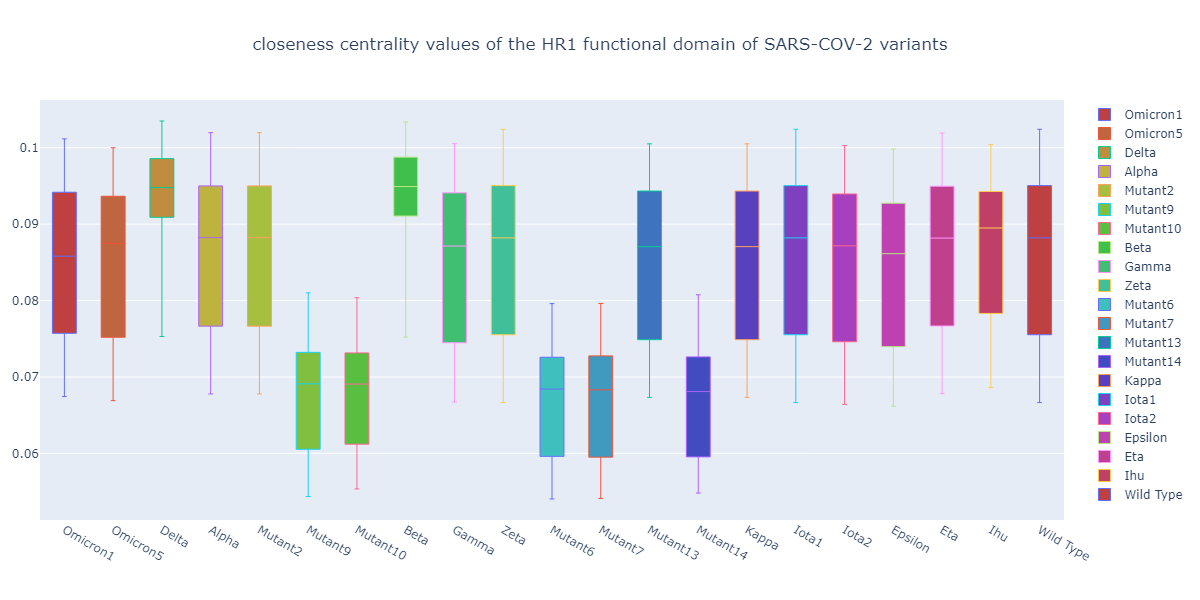 closeness centrality values of the HR1 functional domain of SARS-COV-2 variants
0.1
0.09
0.08
0.07
0.06
Omicron1
Omicron5
Delta
Alpha
Mutant2
Mutant9
Mutant10
Beta
Gamma
Zeta
Mutant6
Mutant7
Mutant13
Mutant14
Kappa
Iota1
Iota2
Epsilon
Eta
Ihu
Wild Type
Omicron1
Omicron5
Delta
Alpha
Mutant2
Mutant9
Mutant10
Beta
Gamma
Zeta
Mutant6
Mutant7
Mutant13
Mutant14
Kappa
Iota1
Iota2
Epsilon
Eta
Ihu
Wild Type